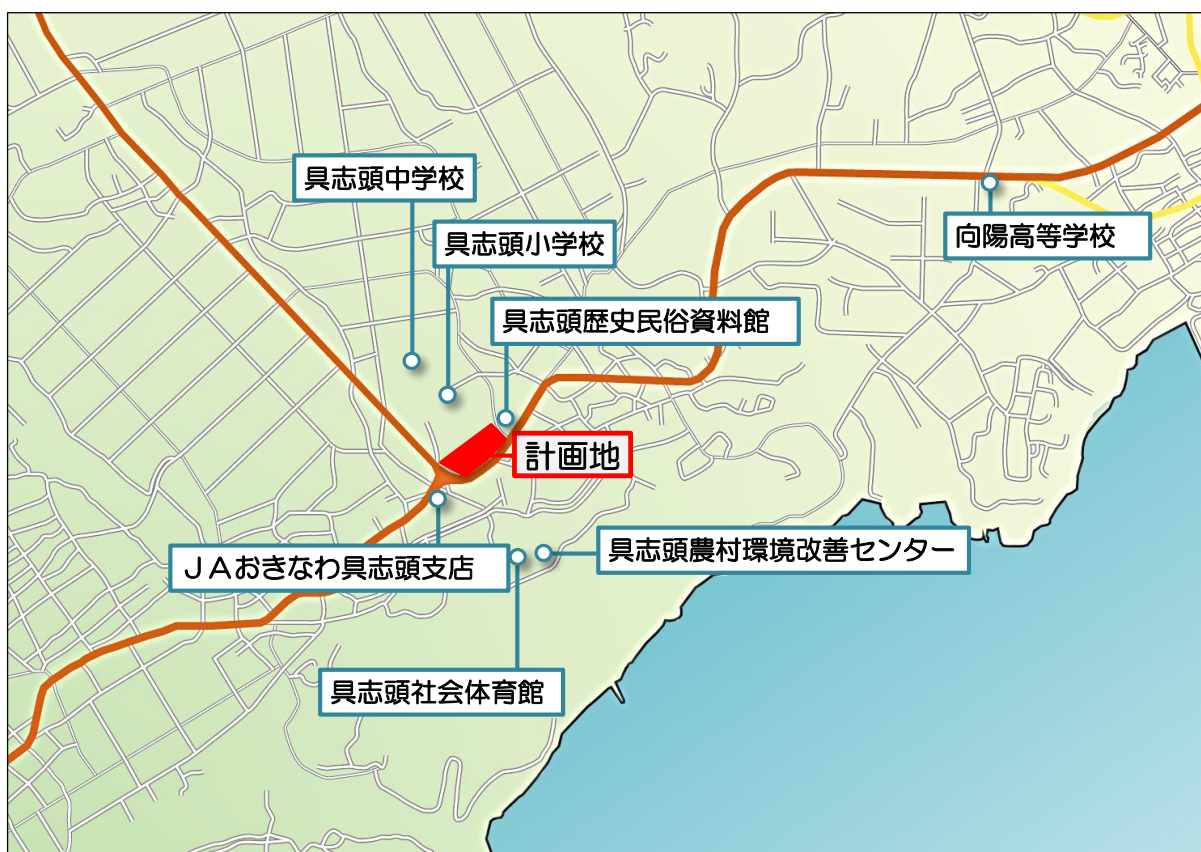 具志頭中学校
具志頭小学校
向陽高等学校
具志頭歴史民俗資料館
計画地
具志頭農村環境改善センター
ＪＡおきなわ具志頭支店
具志頭社会体育館